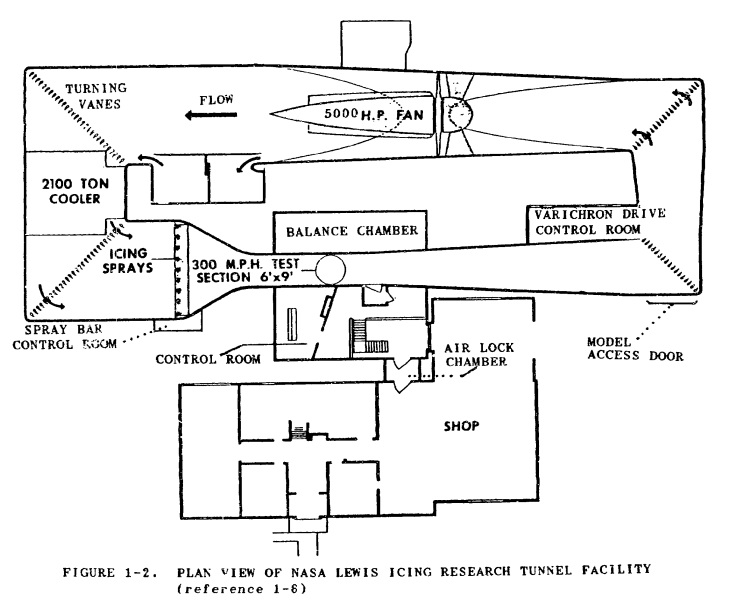 TURNING
VANES
FLOW
5000 H.P. FAN
2100 TON
COOLER
VARICHRON DRIVE
CONTROL ROOM
BALANCE CHAMBER
ICING
SPRAYS
300 M.P.H. TEST
SECTION 6'x9'
SPRAY BAR
CONTROL ROOM
CONTROL ROOM
AIR LOCK
CHAMBER
MODEL
ACCESS DOOR
SHOP
FIGURE 1-2. PLAN VIEW OF NASA LEWIS ICING RESEARCH TUNNEL FACILITY
(reference 1-6)